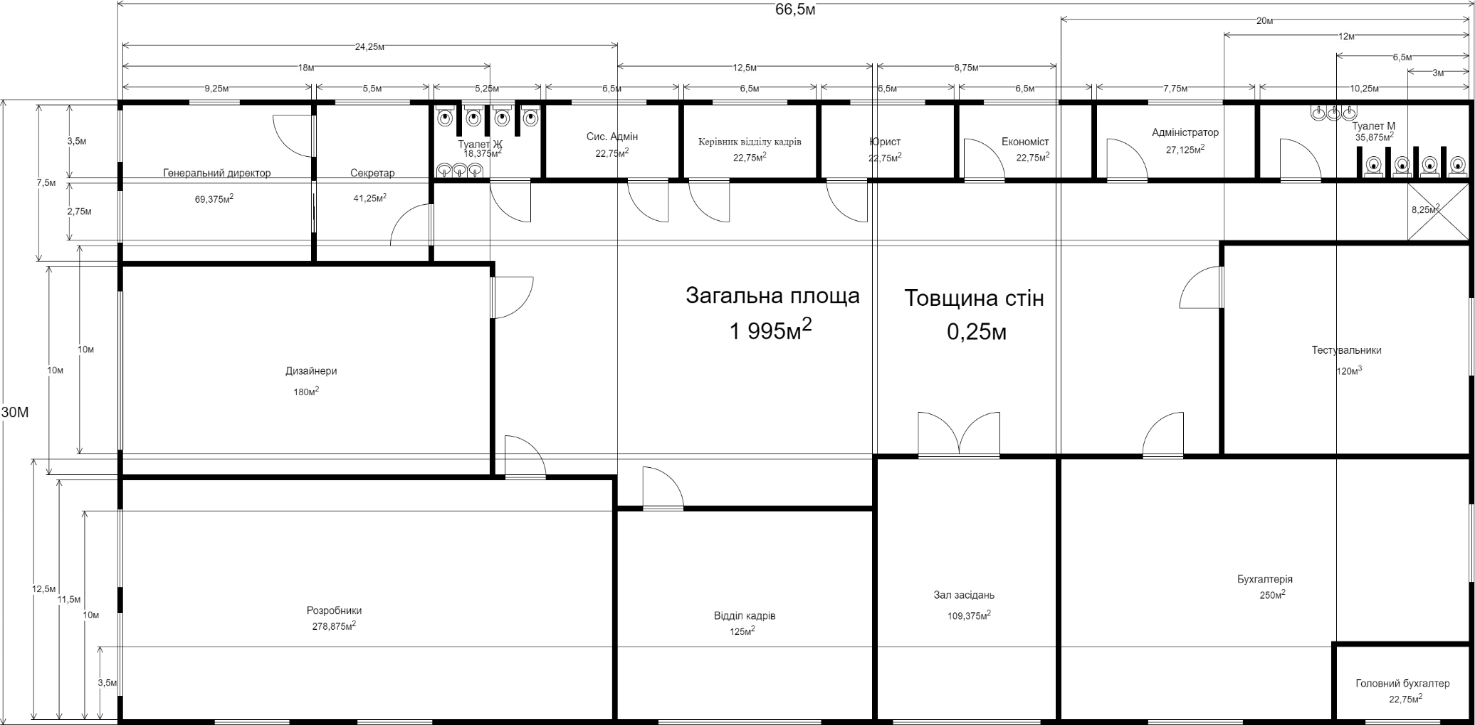 66,5м
20м
12м
24,25м
6,5м
18м
12,5м
8,75м
3м
9,25м
5,5м
5,25м
6,5м
6,5м
6,5м
6,5м
7,75м
10,25м
3,5м
7,5м
2,75м
10м
10м
30М
12,5м
11,5м
10м
3,5м
Генеральний директор
69,375м²
Секретар
41,25м²
Туалет Ж
18,375м²
Сис. Адмін
22,75м²
Керівник відділу кадрів
22,75м²
Юрист
22,75м²
Економіст
22,75м²
Адміністратор
27,125м²
Туалет М
35,875м²
8,25м²
Загальна площа
1 995м²
Товщина стін
0,25м
Дизайнери
180м²
Тестувальники
120м³
Розробники
278,875м²
Відділ кадрів
125м²
Зал засідань
109,375м²
Бухгалтерія
250м²
Головний бухгалтер
22,75м²